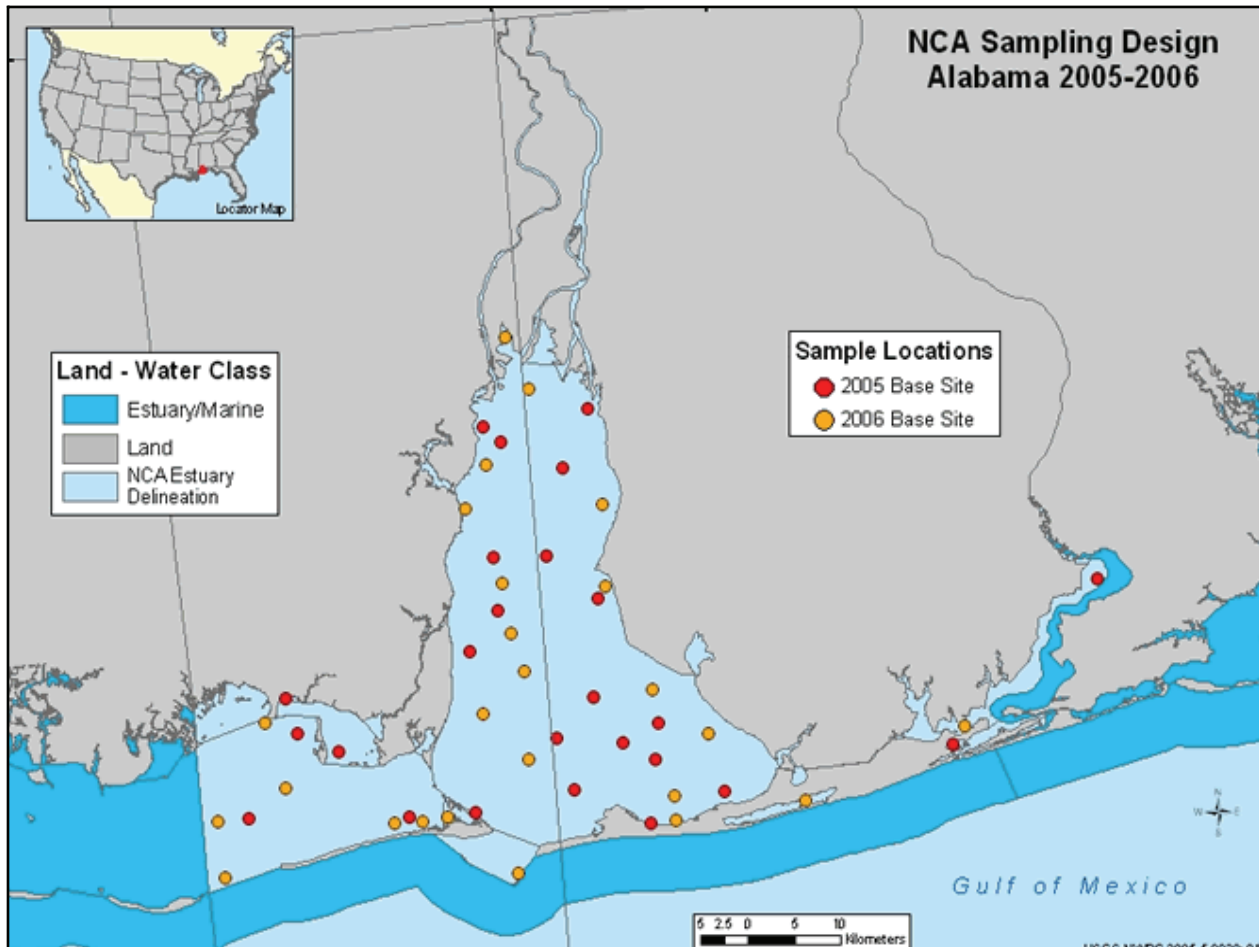 NCA Sampling Design
Alabama 2005-2006
Locator Map
Land - Water Class
Estuary/Marine
Land
NCA Estuary
Delineation
Sample Locations
2005 Base Site
2006 Base Site
N
W E
S
Gulf of Mexico
5 2.5 0 5 10
Kilometers